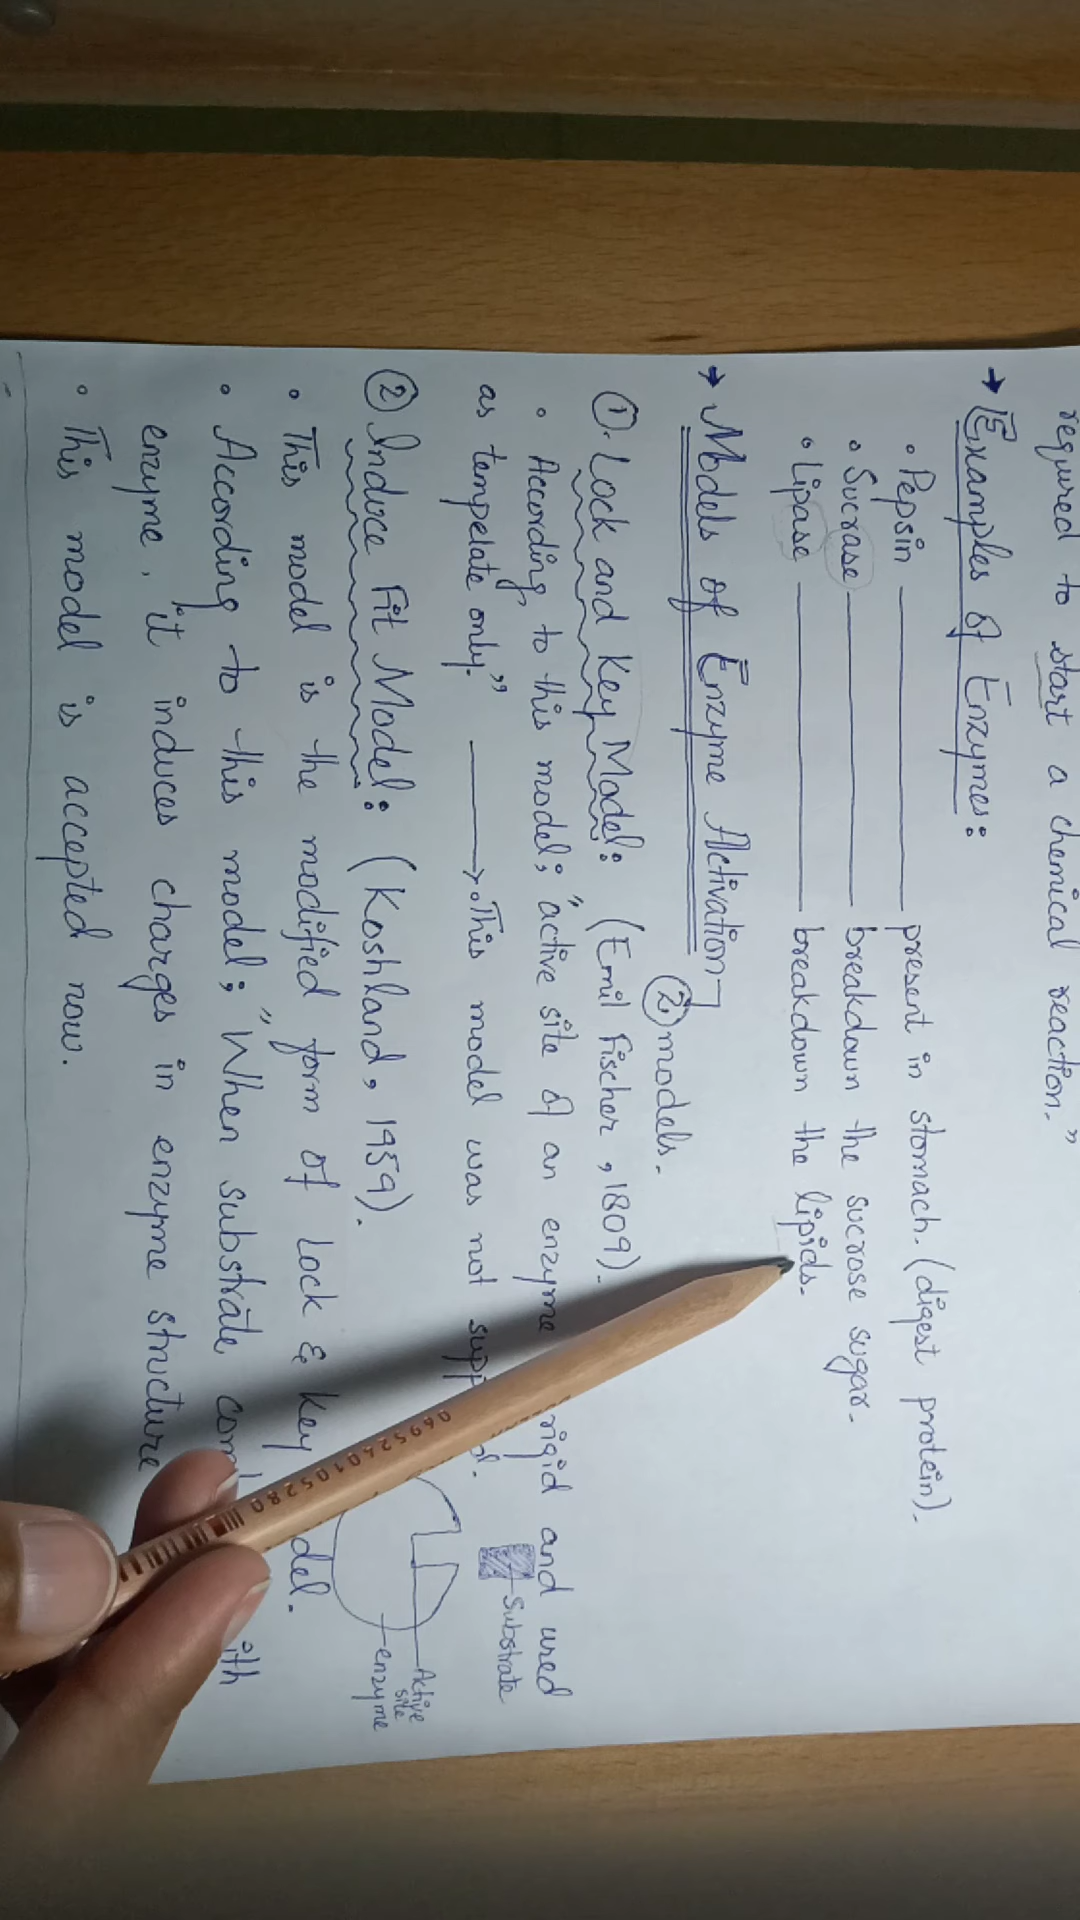 required to start a chemical reaction."
→ Examples of Enzymes:
• Pepsin — present in stomach. (digest protein).
• Sucrase — breakdown the sucrose sugar.
• Lipase — breakdown the lipids.
→ Models of Enzyme Activation
② models.
①. Lock and Key Model: (Emil Fischer, 1809).
• According to this model; "active site of an enzyme rigid and used
as tempelate only." → • This model was not
substrate
Active site
enzyme
② Induce Fit Model: (Koshland, 1959).
• This model is the modified form of Lock & Key
• According to this model; "When substrate
enzyme, it induces charges in enzyme structure
• This model is accepted now.
0695240105280